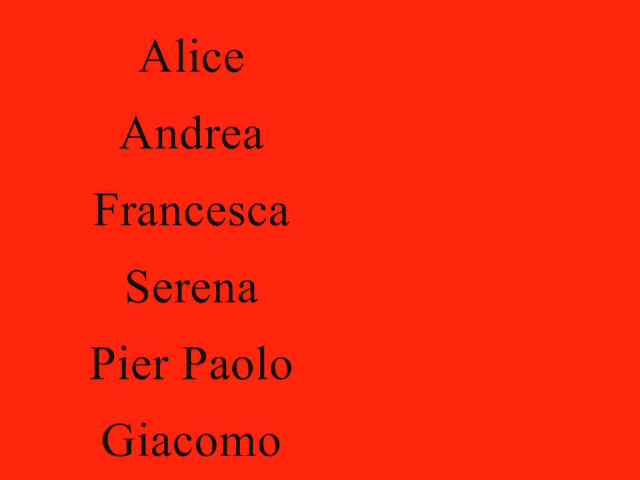 Alice
Andrea
Francesca
Serena
Pier Paolo
Giacomo